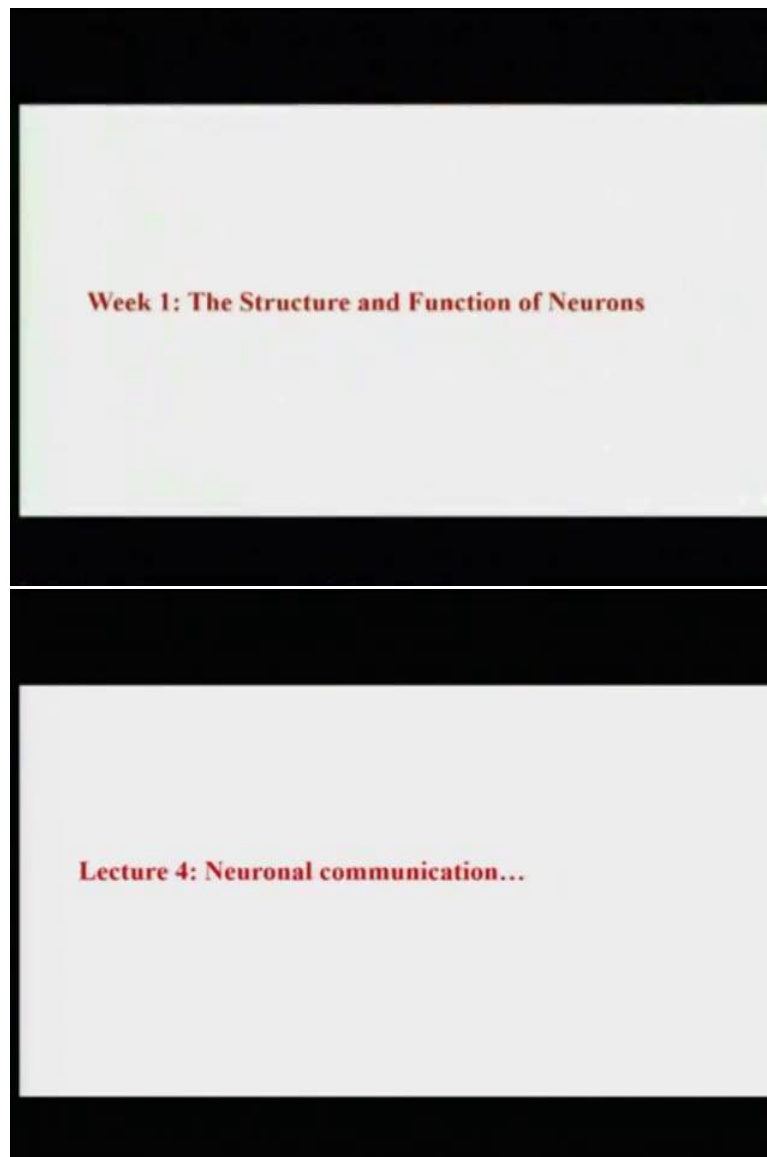 Week 1: The Structure and Function of Neurons
Lecture 4: Neuronal communication…